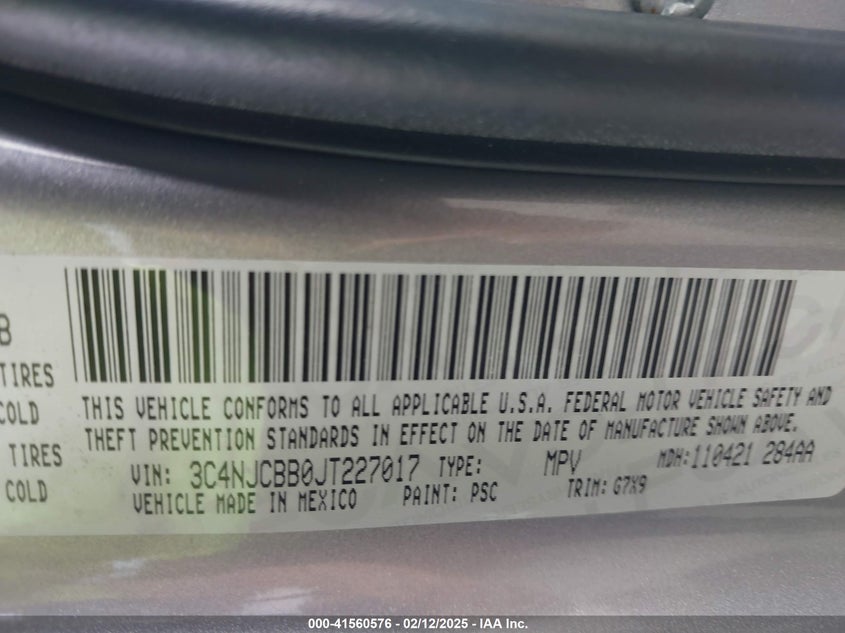 B
TIRES
COLD
TIRES
COLD
THIS VEHICLE CONFORMS TO ALL APPLICABLE U.S.A. FEDERAL MOTOR VEHICLE SAFETY AND
THEFT PREVENTION STANDARDS IN EFFECT ON THE DATE OF MANUFACTURE SHOWN ABOVE.
VIN: 3C4NJCBB0JT227017 TYPE: MPV MDH:110421 284AA
VEHICLE MADE IN MEXICO PAINT: PSC TRIM: G7X9
000-41560576 - 02/12/2025 - IAA Inc.